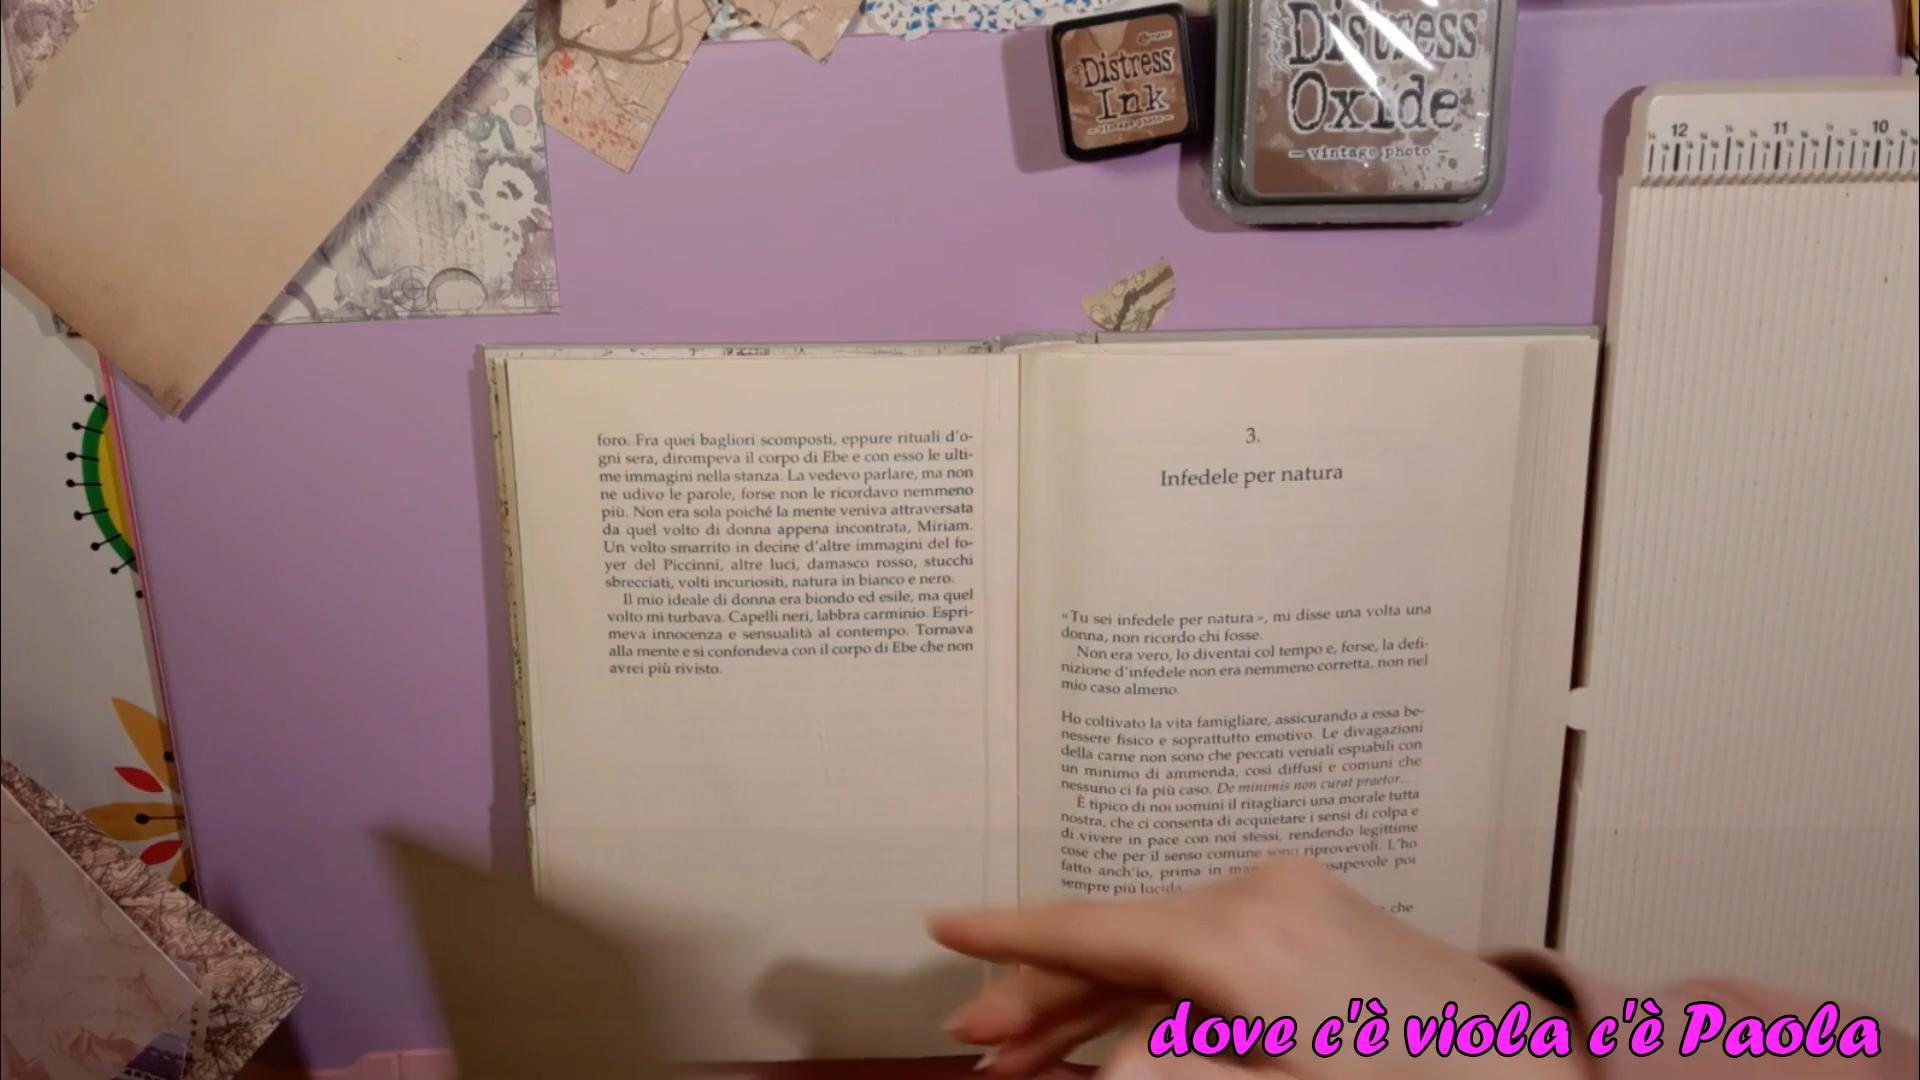 Distress
Ink
vintage photo
Distress
Oxide
- vintage photo -
12 11 10
foro. Fra quei bagliori scomposti, eppure rituali d'o-
gni sera, dirompeva il corpo di Ebe e con esso le ulti-
me immagini nella stanza. La vedevo parlare, ma non
ne udivo le parole, forse non le ricordavo nemmeno
più. Non era sola poiché la mente veniva attraversata
da quel volto di donna appena incontrata, Miriam.
Un volto smarrito in decine d'altre immagini del fo-
yer del Piccinni, altre luci, damasco rosso, stucchi
sbrecciati, volti incuriositi, natura in bianco e nero.
Il mio ideale di donna era biondo ed esile, ma quel
volto mi turbava. Capelli neri, labbra carminio. Espri-
meva innocenza e sensualità al contempo. Tornava
alla mente e si confondeva con il corpo di Ebe che non
avrei più rivisto.
3.
Infedele per natura
«Tu sei infedele per natura», mi disse una volta una
donna, non ricordo chi fosse.
Non era vero, lo diventai col tempo e, forse, la defi-
nizione d'infedele non era nemmeno corretta, non nel
mio caso almeno.
Ho coltivato la vita famigliare, assicurando a essa be-
nessere fisico e soprattutto emotivo. Le divagazioni
della carne non sono che peccati veniali espiabili con
un minimo di ammenda, così diffusi e comuni che
nessuno ci fa più caso. De minimis non curat praetor...
È tipico di noi uomini il ritagliarci una morale tutta
nostra, che ci consenta di acquietare i sensi di colpa e
di vivere in pace con noi stessi, rendendo legittime
cose che per il senso comune sono riprovevoli. L'ho
fatto anch'io, prima in poi
sempre più lucida
che
dove c'è viola c'è Paola